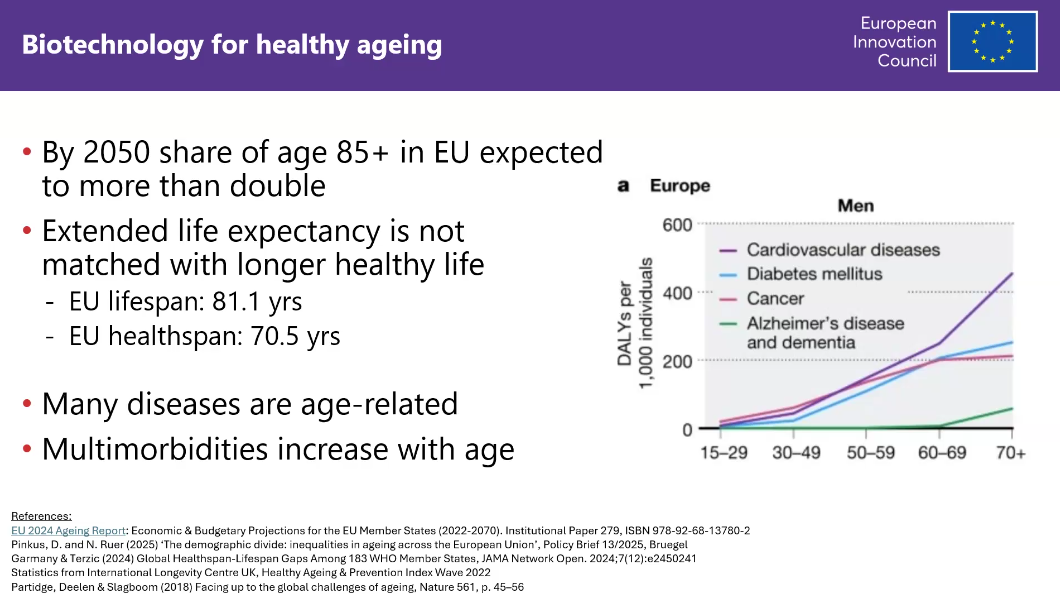 Biotechnology for healthy ageing
European
Innovation
Council
• By 2050 share of age 85+ in EU expected
to more than double
• Extended life expectancy is not
matched with longer healthy life
- EU lifespan: 81.1 yrs
- EU healthspan: 70.5 yrs
• Many diseases are age-related
• Multimorbidities increase with age
a Europe
Men
DALYs per
1,000 individuals
600
400
200
0
Cardiovascular diseases
Diabetes mellitus
Cancer
Alzheimer's disease
and dementia
15–29 30–49 50–59 60–69 70+
References:
EU 2024 Ageing Report: Economic & Budgetary Projections for the EU Member States (2022-2070). Institutional Paper 279, ISBN 978-92-68-13780-2
Pinkus, D. and N. Ruer (2025) ‘The demographic divide: inequalities in ageing across the European Union’, Policy Brief 13/2025, Bruegel
Garmany & Terzic (2024) Global Healthspan-Lifespan Gaps Among 183 WHO Member States, JAMA Network Open. 2024;7(12):e2450241
Statistics from International Longevity Centre UK, Healthy Ageing & Prevention Index Wave 2022
Partidge, Deelen & Slagboom (2018) Facing up to the global challenges of ageing, Nature 561, p. 45–56